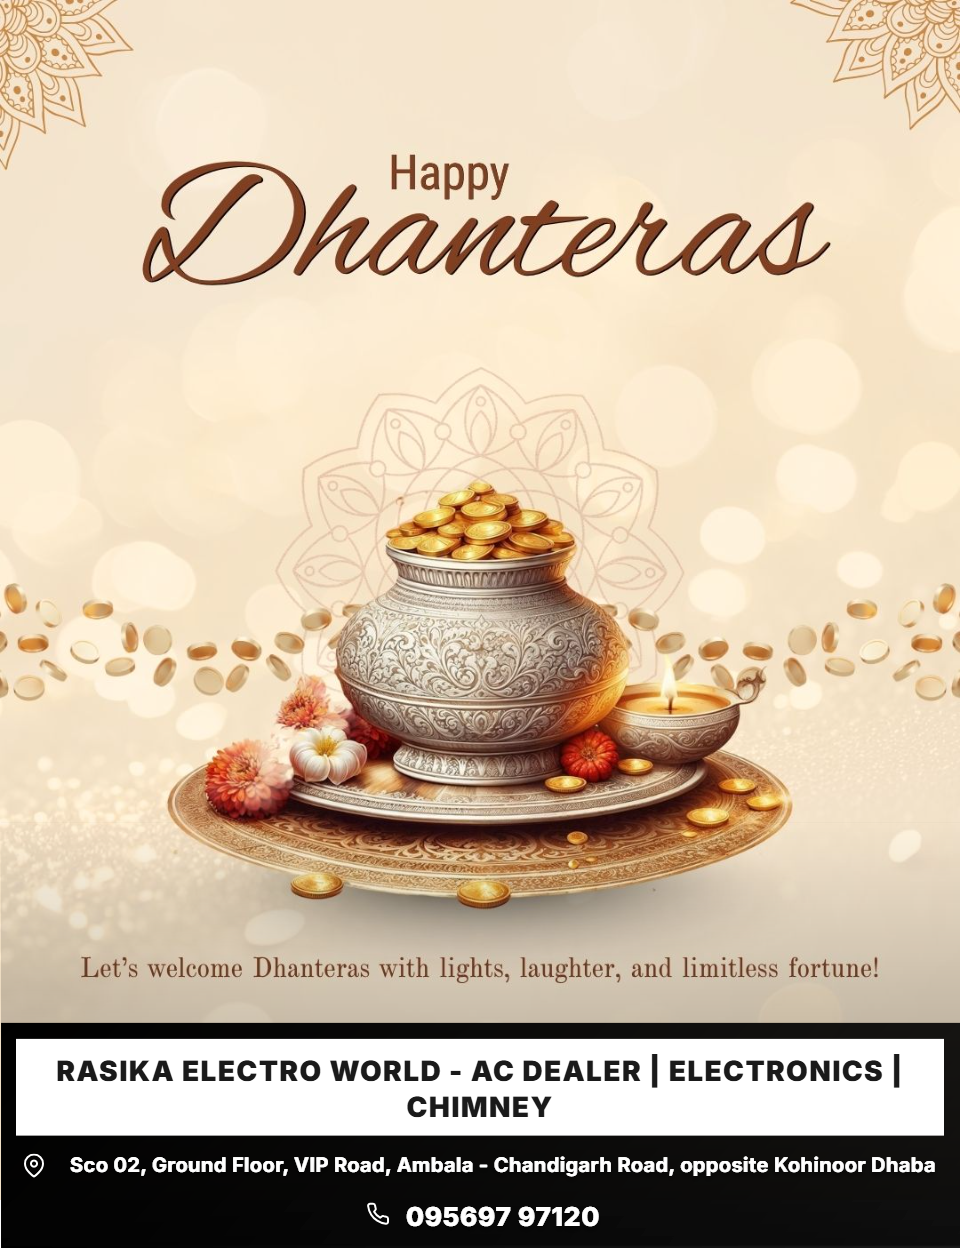 Happy
Dhanteras
Let's welcome Dhanteras with lights, laughter, and limitless fortune!
RASIKA ELECTRO WORLD - AC DEALER | ELECTRONICS |
CHIMNEY
Sco 02, Ground Floor, VIP Road, Ambala - Chandigarh Road, opposite Kohinoor Dhaba
095697 97120